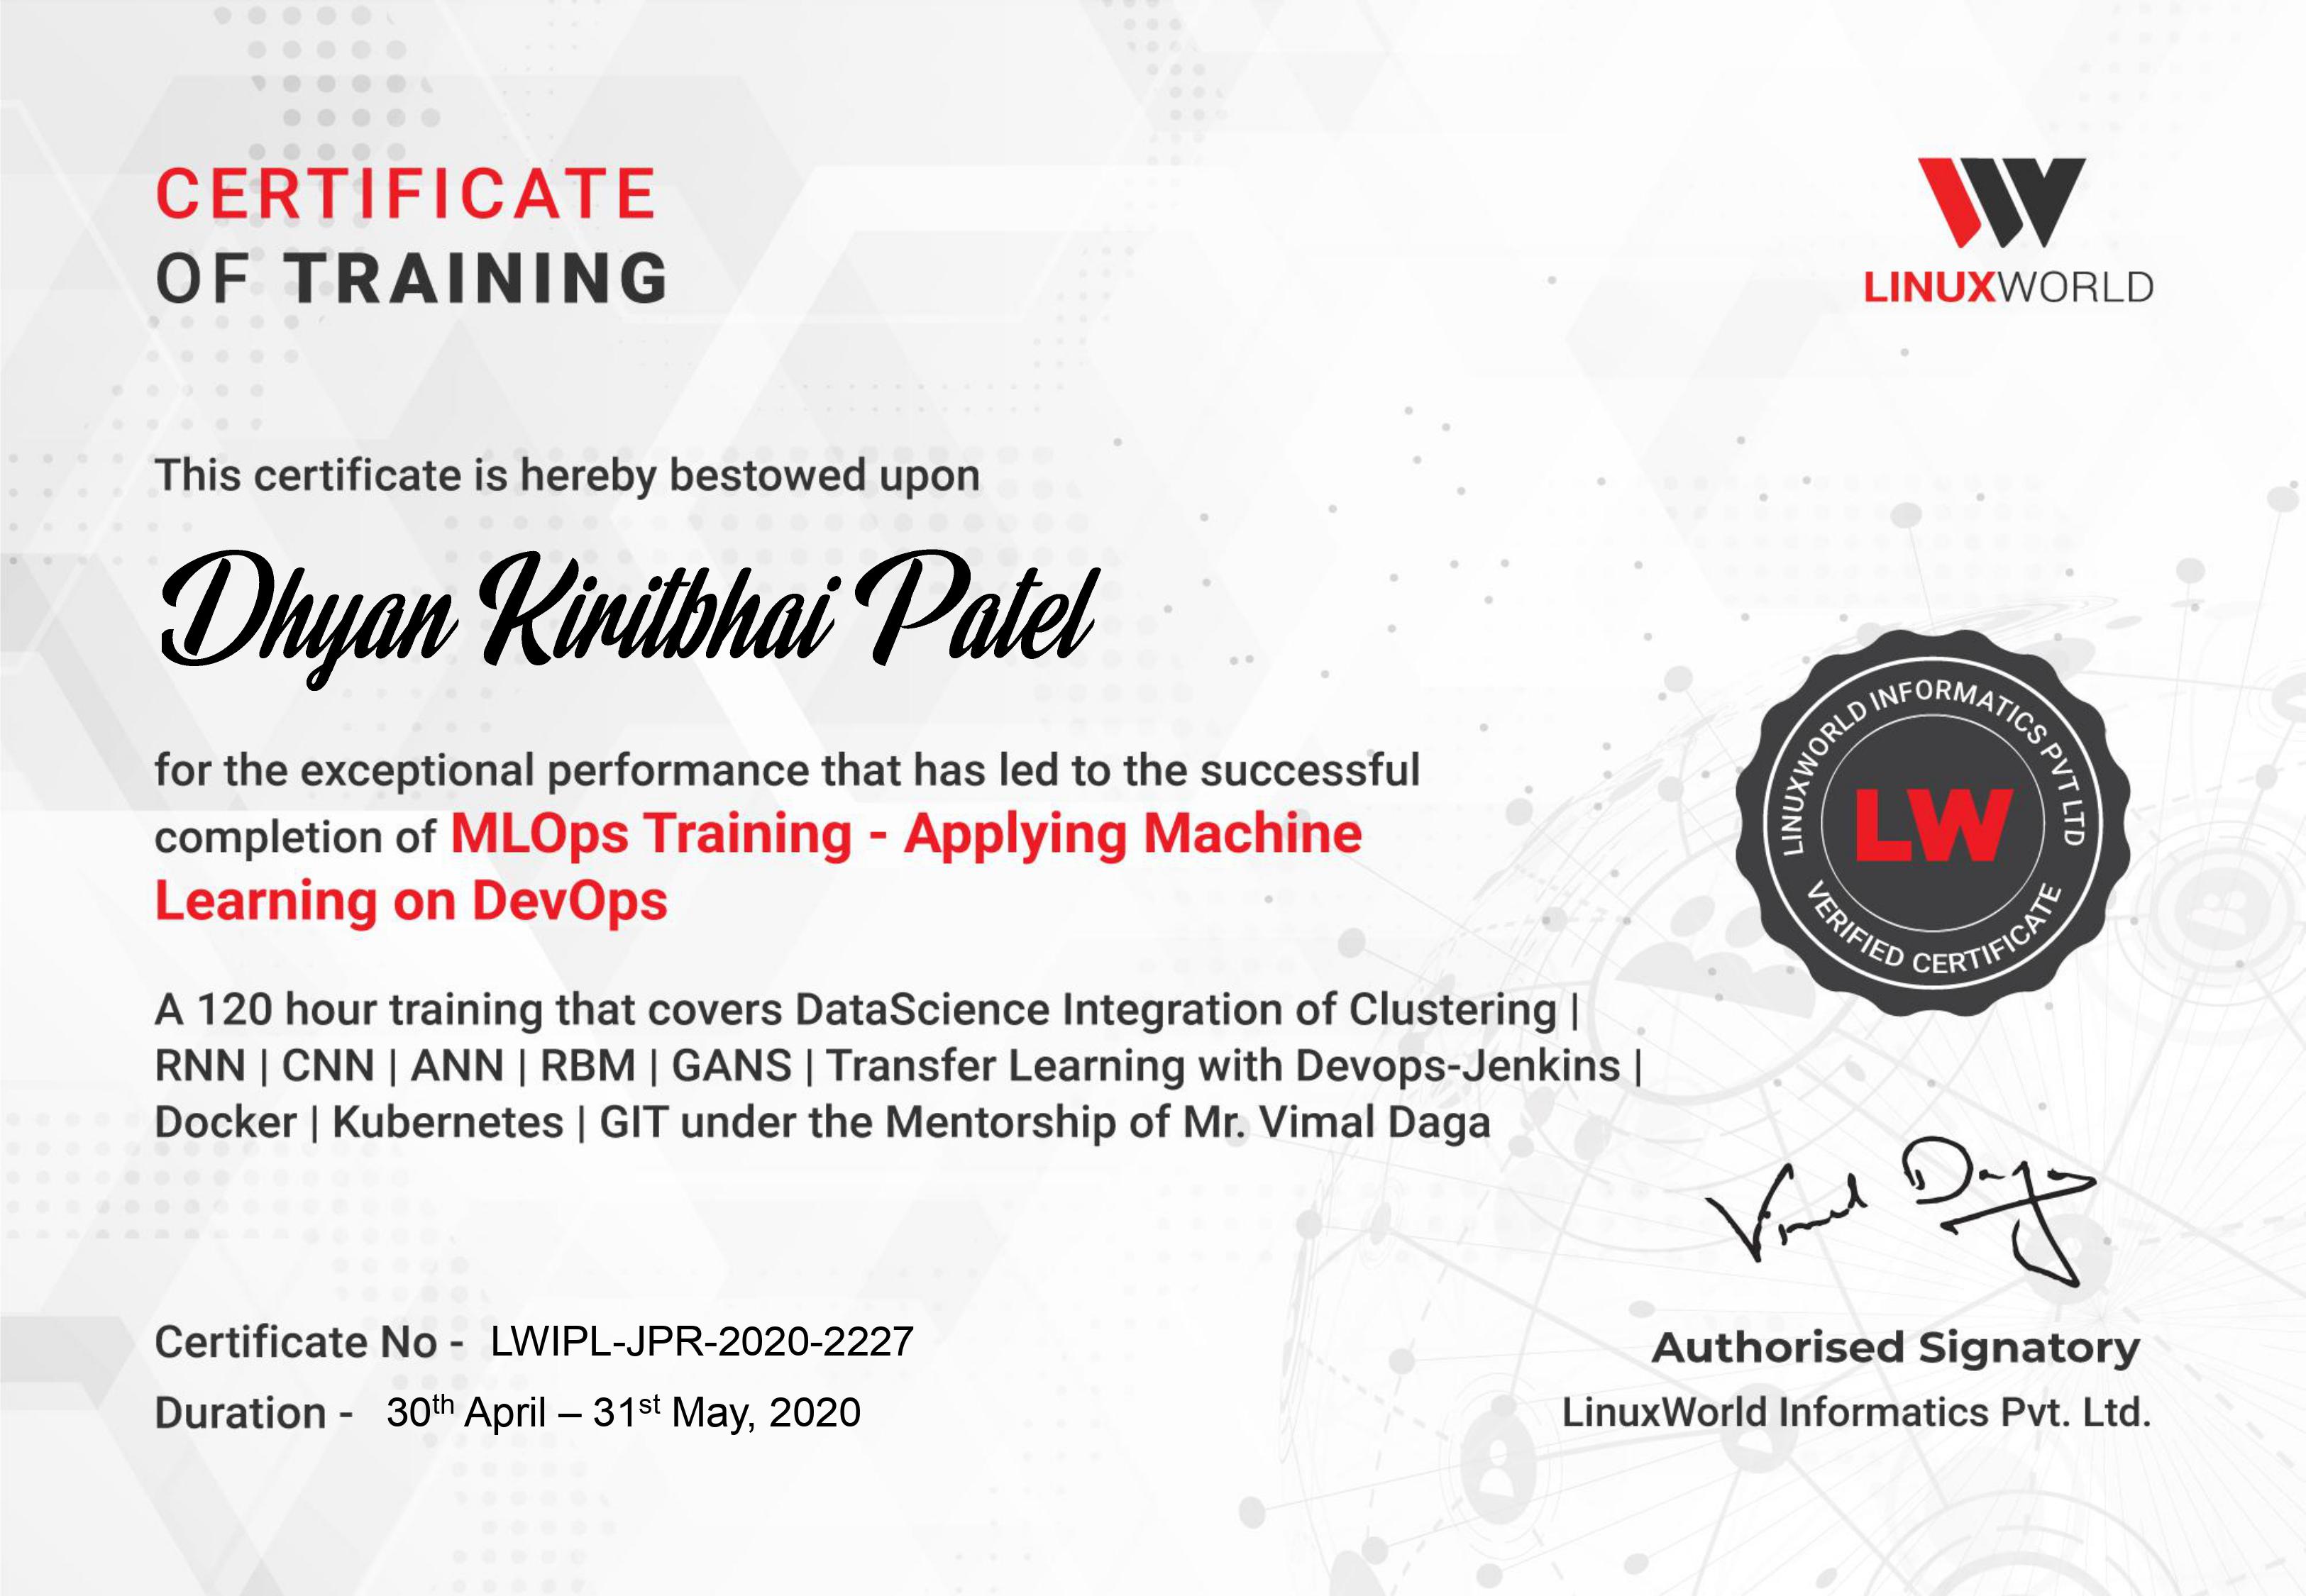 CERTIFICATE
OF TRAINING
LINUXWORLD
This certificate is hereby bestowed upon
Dhyan Kiritbhai Patel
for the exceptional performance that has led to the successful
completion of MLOps Training - Applying Machine
Learning on DevOps
LINUXWORLD INFORMATICS PVT LTD
LW
VERIFIED CERTIFICATE
A 120 hour training that covers DataScience Integration of Clustering |
RNN | CNN | ANN | RBM | GANS | Transfer Learning with Devops-Jenkins |
Docker | Kubernetes | GIT under the Mentorship of Mr. Vimal Daga
Vimal Daga
Certificate No - LWIPL-JPR-2020-2227
Duration - 30th April – 31st May, 2020
Authorised Signatory
LinuxWorld Informatics Pvt. Ltd.